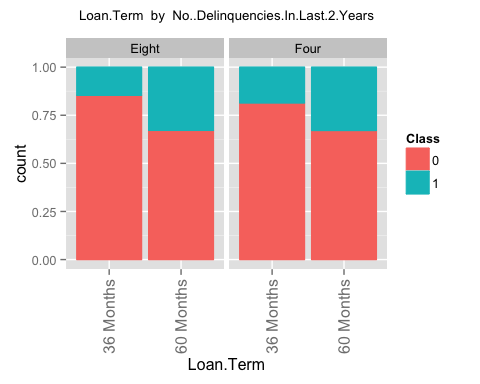 Loan.Term by No..Delinquencies.In.Last.2.Years
Eight
Four
1.00
0.75
0.50
0.25
0.00
count
36 Months
60 Months
36 Months
60 Months
Loan.Term
Class
0
1